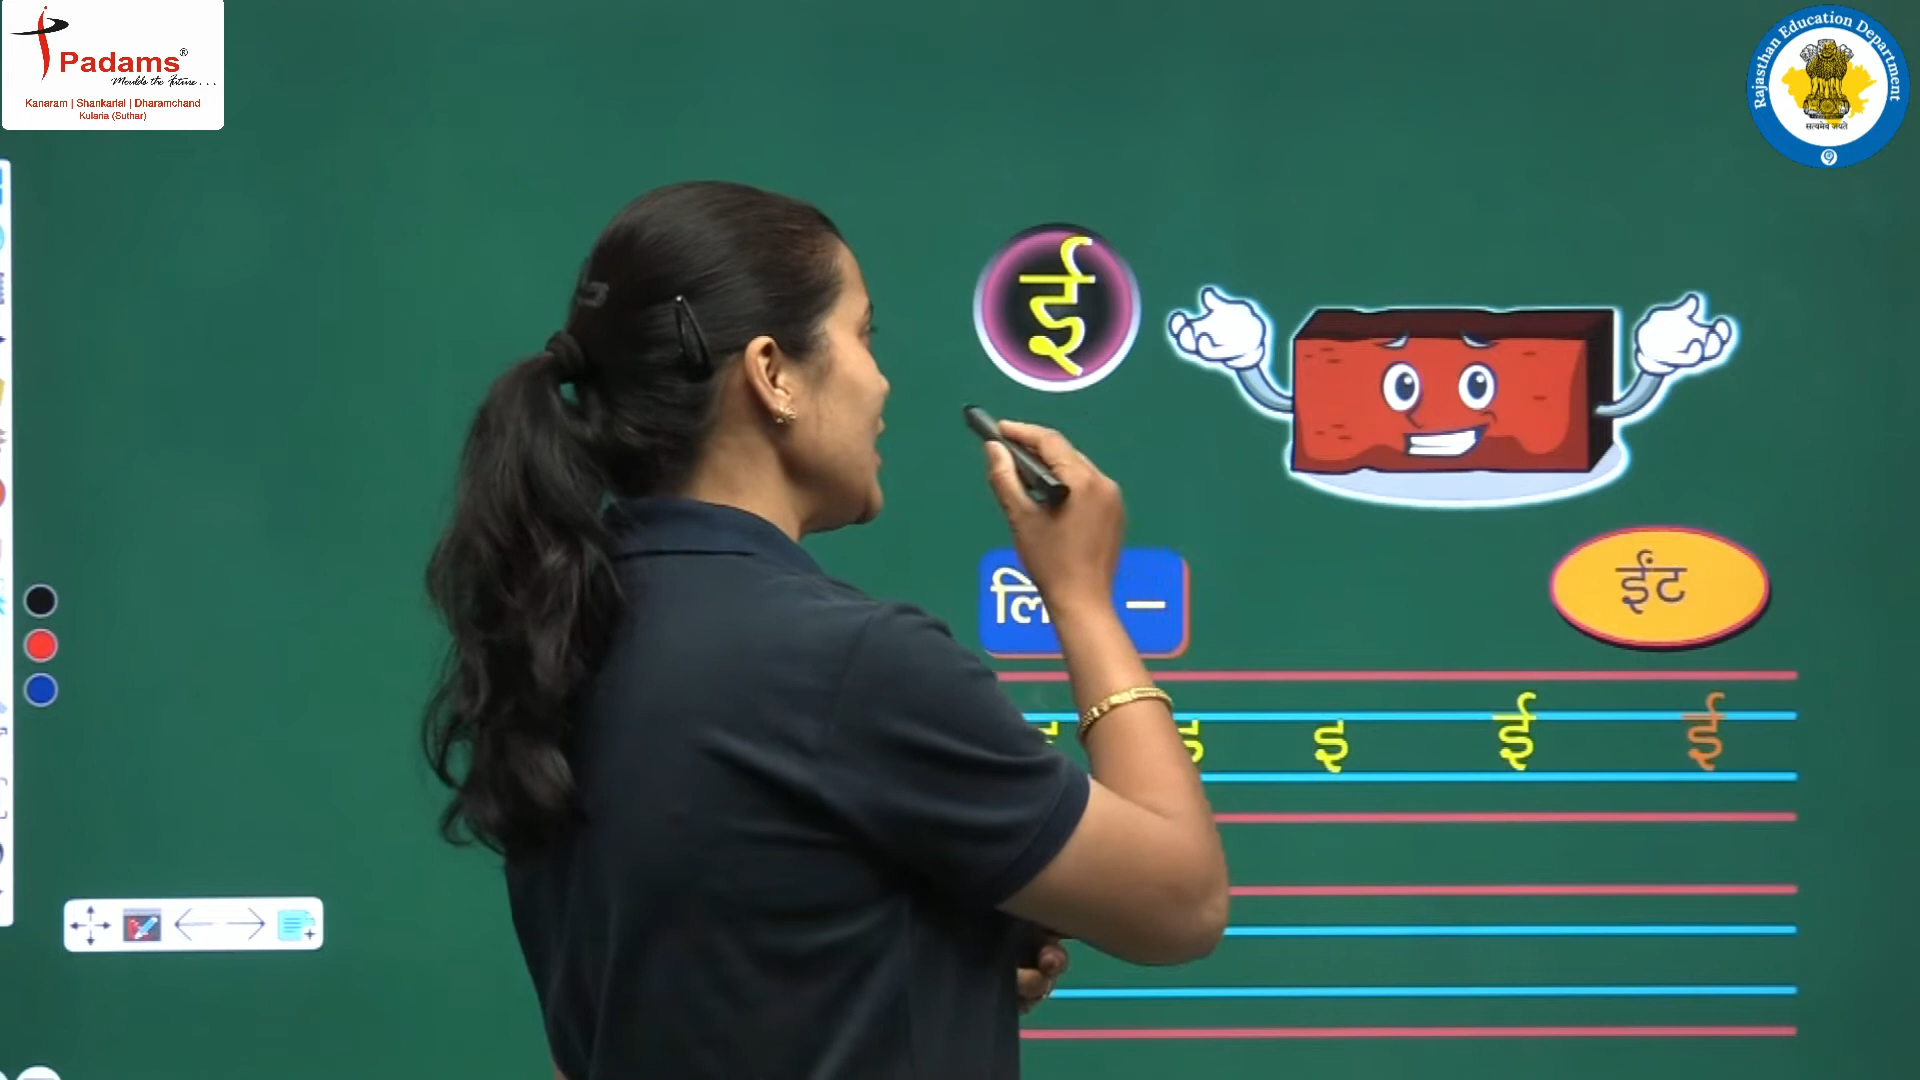 Padams®
Moulds the Future . . .
Kanaram | Shankarlal | Dharamchand
Kularia (Suthar)
Rajasthan Education Department
सत्यमेव जयते
ई
ईंट
इ ई ई